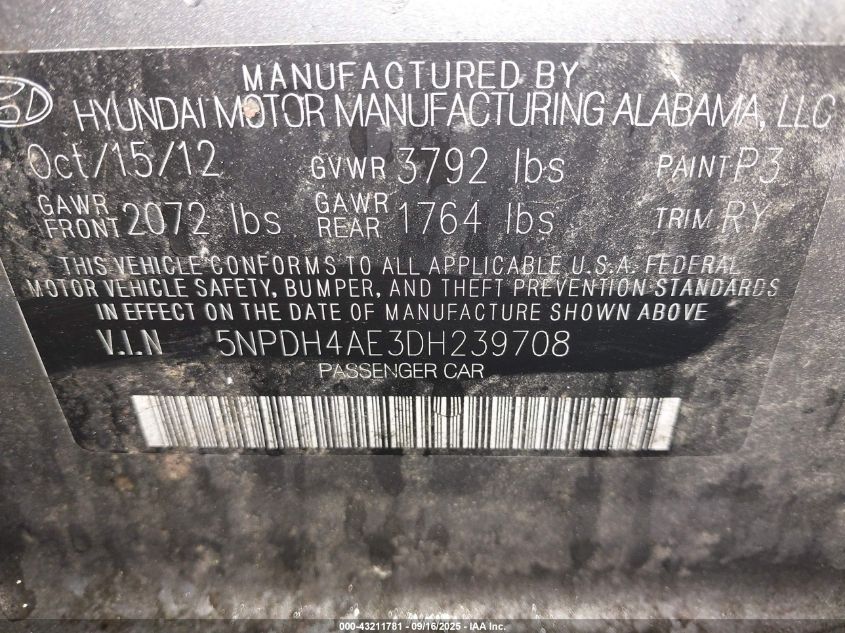 MANUFACTURED BY
HYUNDAI MOTOR MANUFACTURING ALABAMA, LLC
Oct/15/12 GVWR 3792 lbs PAINT P3
GAWR FRONT 2072 lbs GAWR REAR 1764 lbs TRIM RY
THIS VEHICLE CONFORMS TO ALL APPLICABLE U.S.A. FEDERAL
MOTOR VEHICLE SAFETY, BUMPER, AND THEFT PREVENTION STANDARDS
IN EFFECT ON THE DATE OF MANUFACTURE SHOWN ABOVE
V.I.N 5NPDH4AE3DH239708
PASSENGER CAR
000-43211781 - 09/16/2025 - IAA Inc.